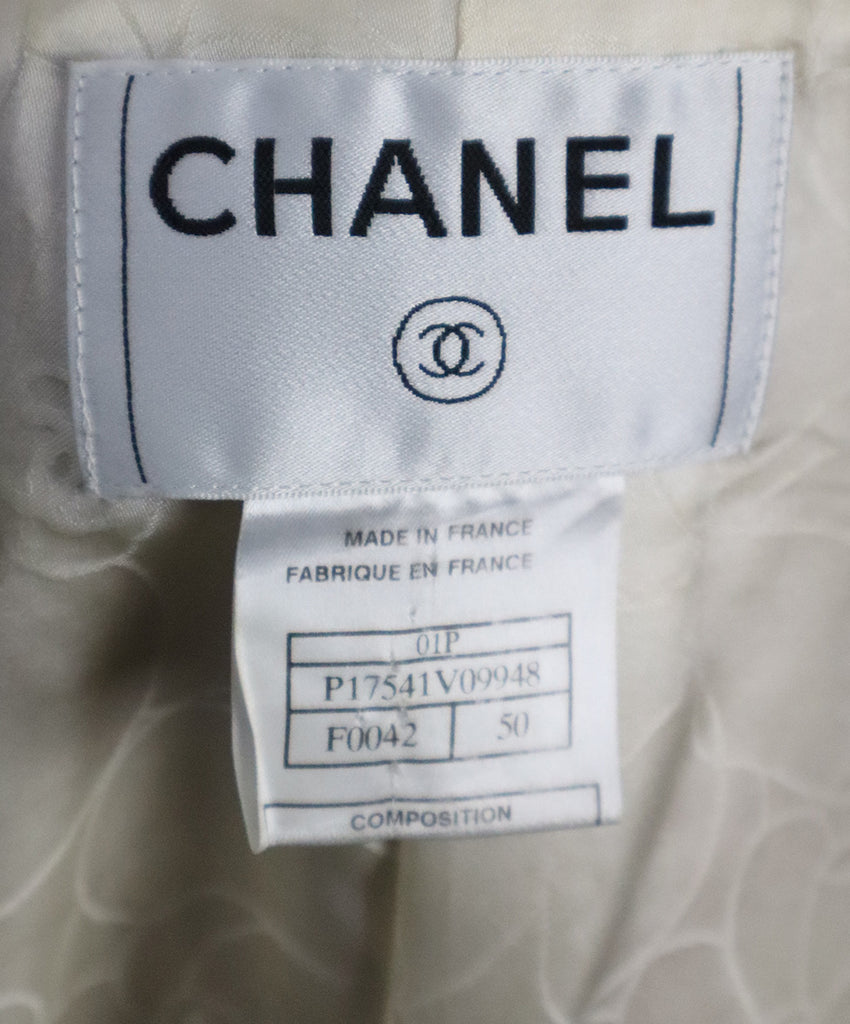 CHANEL
MADE IN FRANCE
FABRIQUE EN FRANCE
01P
P17541V09948
F0042 50
COMPOSITION